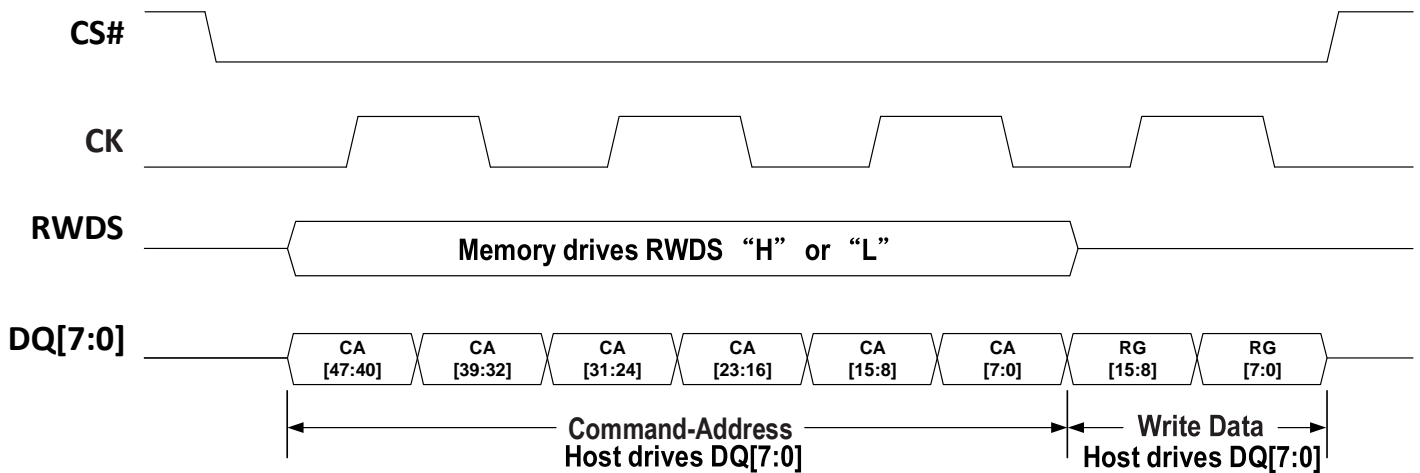 CS#
CK
RWDS
Memory drives RWDS “H” or “L”
DQ[7:0]
CA
[47:40]
CA
[39:32]
CA
[31:24]
CA
[23:16]
CA
[15:8]
CA
[7:0]
RG
[15:8]
RG
[7:0]
Command-Address
Host drives DQ[7:0]
Write Data
Host drives DQ[7:0]